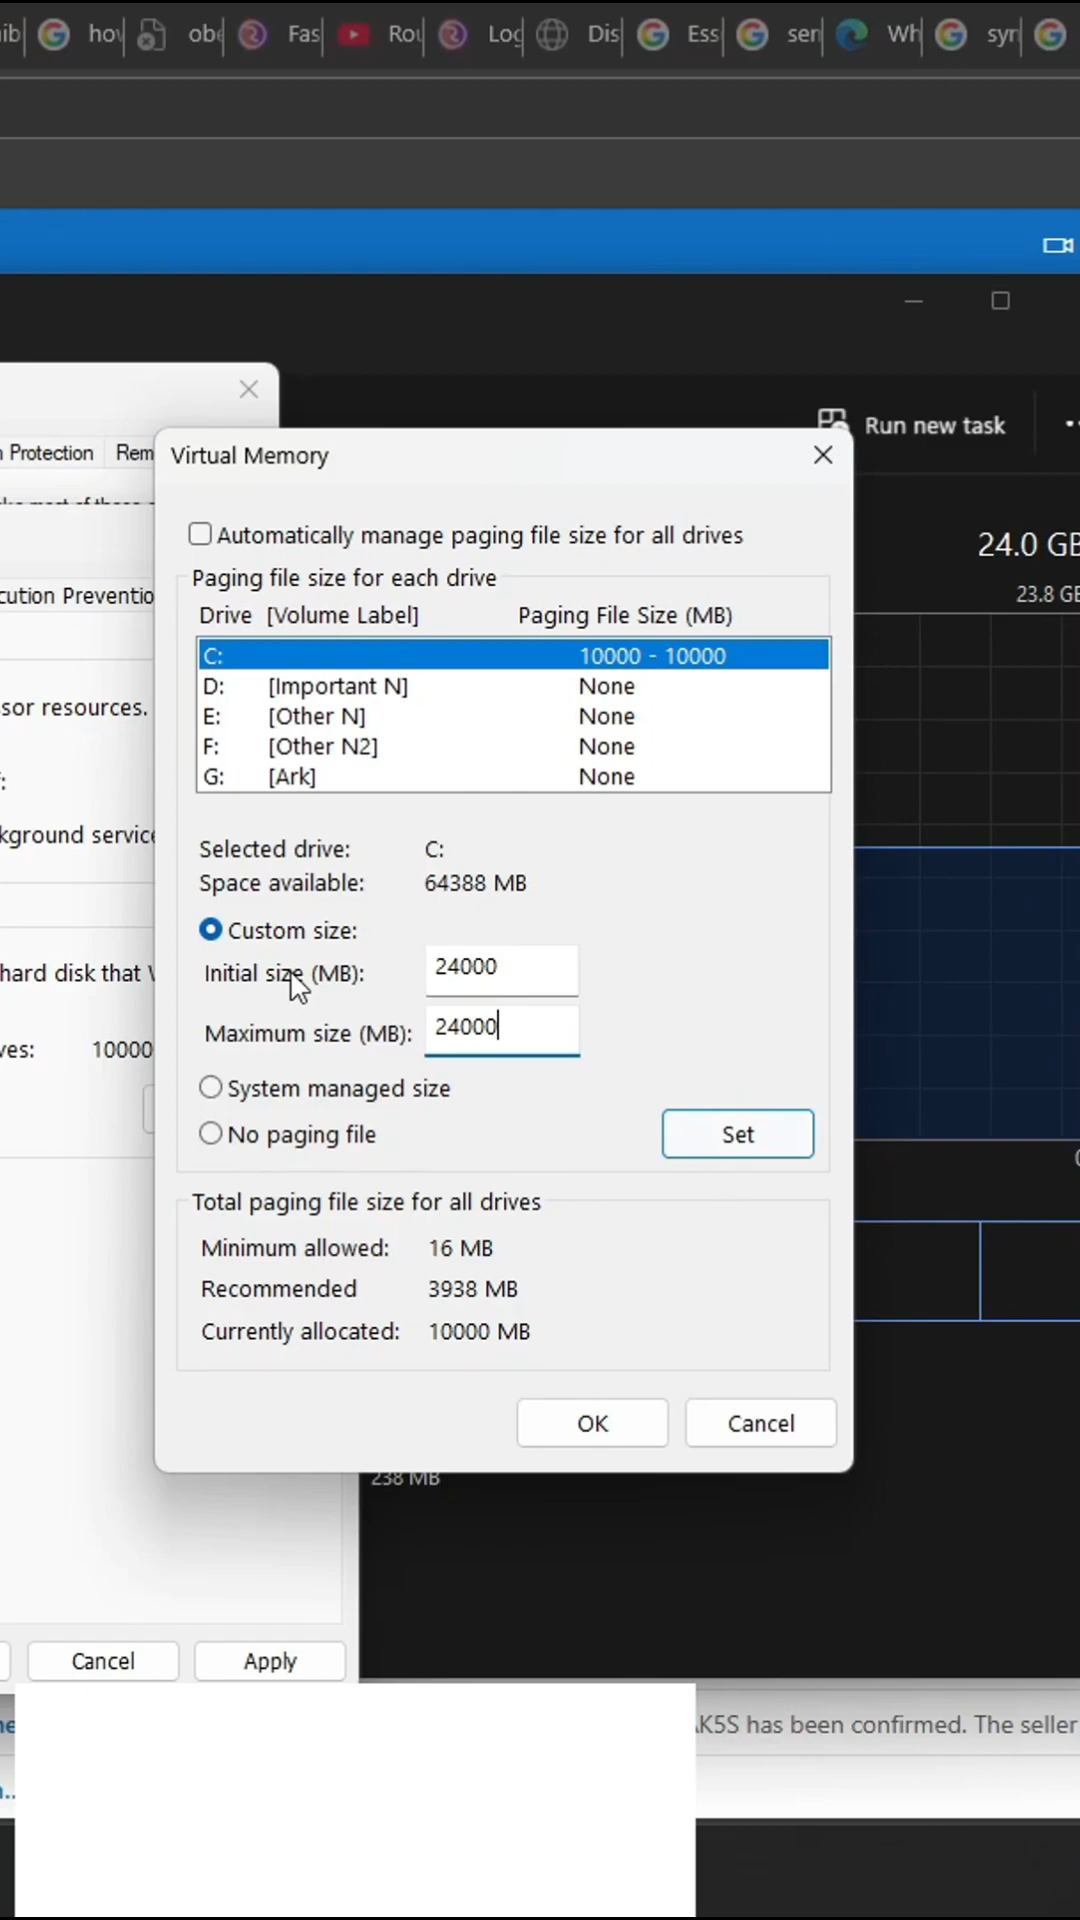 Fas
Dis
Ess
Wh
Run new task
Protection
Virtual Memory
Automatically manage paging file size for all drives
24.0 GB
Paging file size for each drive
23.8 GB
Drive [Volume Label] Paging File Size (MB)
C: 10000 - 10000
D: [Important N] None
E: [Other N] None
F: [Other N2] None
G: [Ark] None
sor resources.
Selected drive: C:
Space available: 64388 MB
Custom size:
hard disk that
Initial size (MB): 24000
Maximum size (MB): 24000
10000
System managed size
No paging file
Set
Total paging file size for all drives
Minimum allowed: 16 MB
Recommended 3938 MB
Currently allocated: 10000 MB
OK Cancel
238 MB
Cancel Apply
K5S has been confirmed. The seller